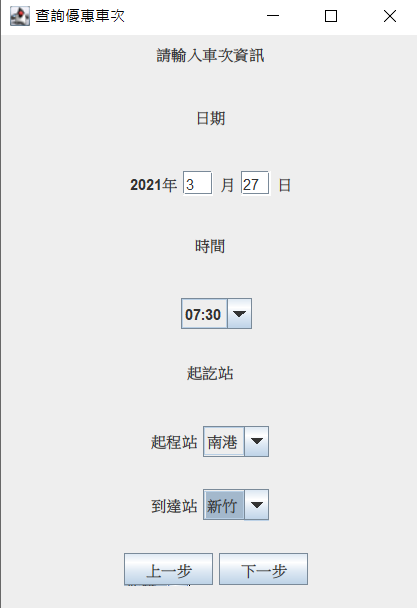 查詢優惠車次
請輸入車次資訊
日期
2021年 3 月 27 日
時間
07:30
起訖站
起程站 南港
到達站 新竹
上一步 下一步